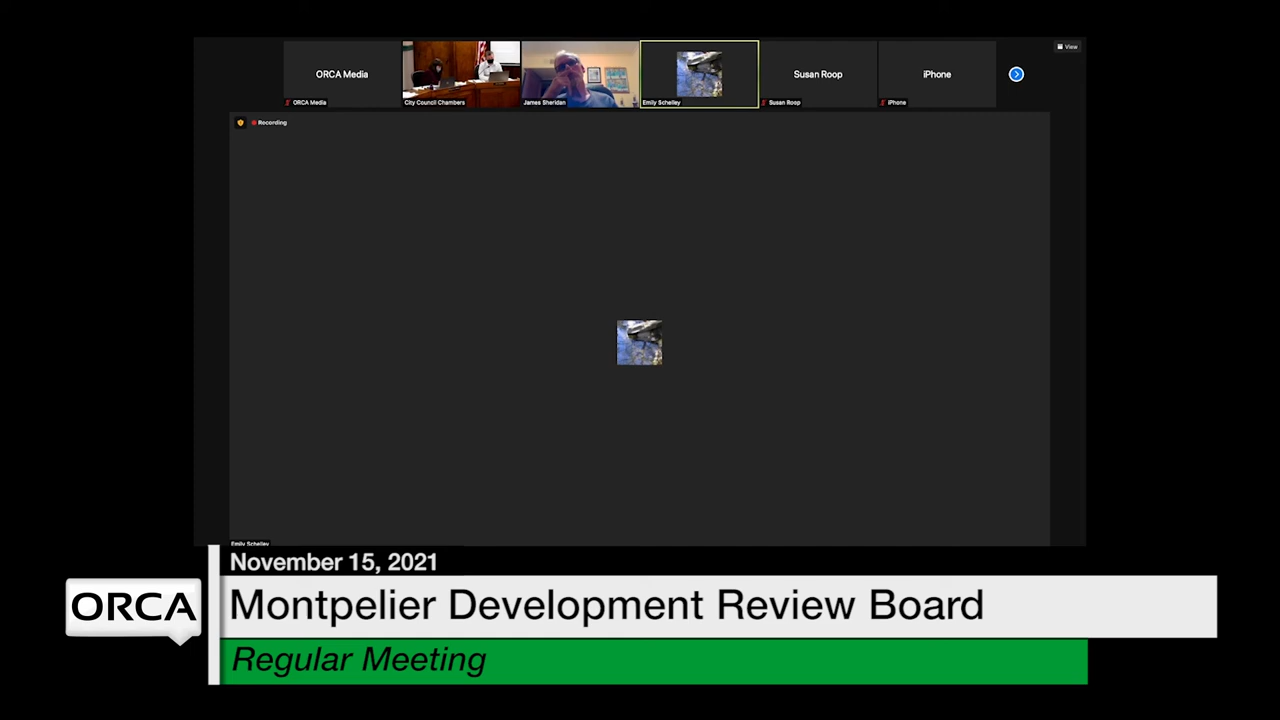 View
ORCA Media
Susan Roop
iPhone
ORCA Media
City Council Chambers
James Sheridan
Emily Schelley
Susan Roop
iPhone
Recording
Emily Schelley
November 15, 2021
ORCA
Montpelier Development Review Board
Regular Meeting